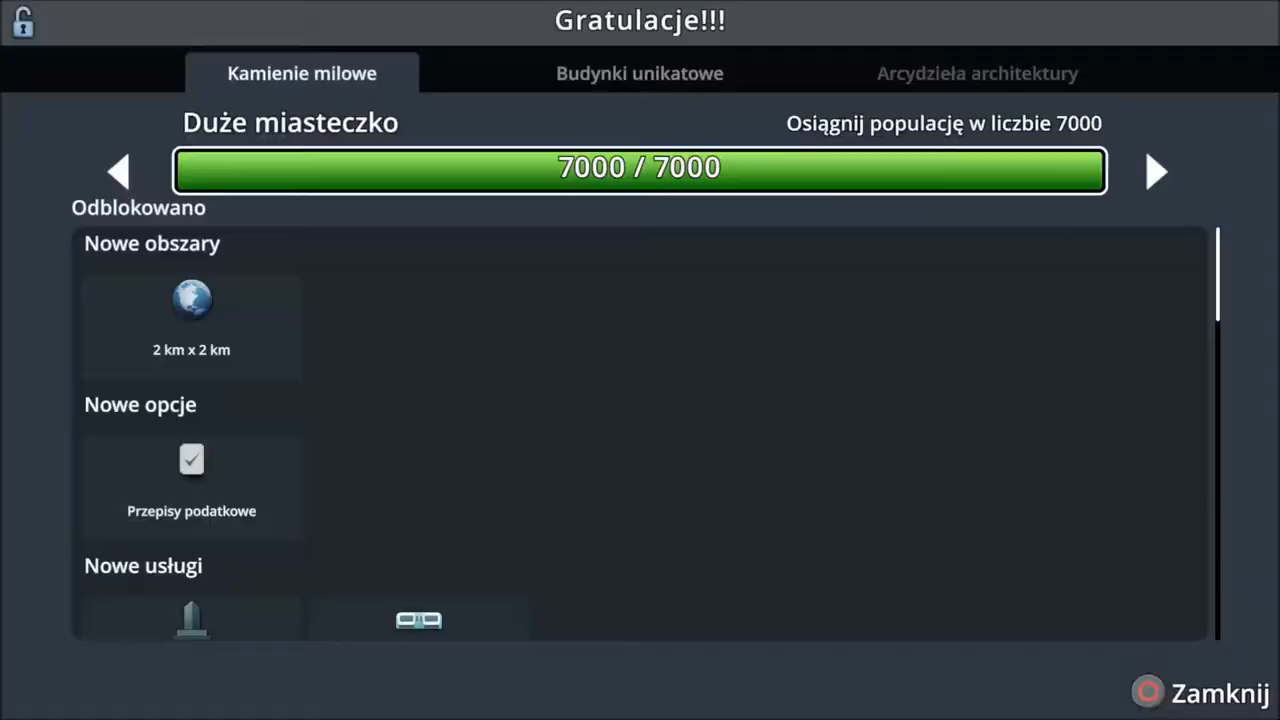 Gratulacje!!!
Kamienie milowe
Budynki unikatowe
Arcydzieła architektury
Duże miasteczko
Osiągnij populację w liczbie 7000
7000 / 7000
Odblokowano
Nowe obszary
2 km x 2 km
Nowe opcje
Przepisy podatkowe
Nowe usługi
Zamknij